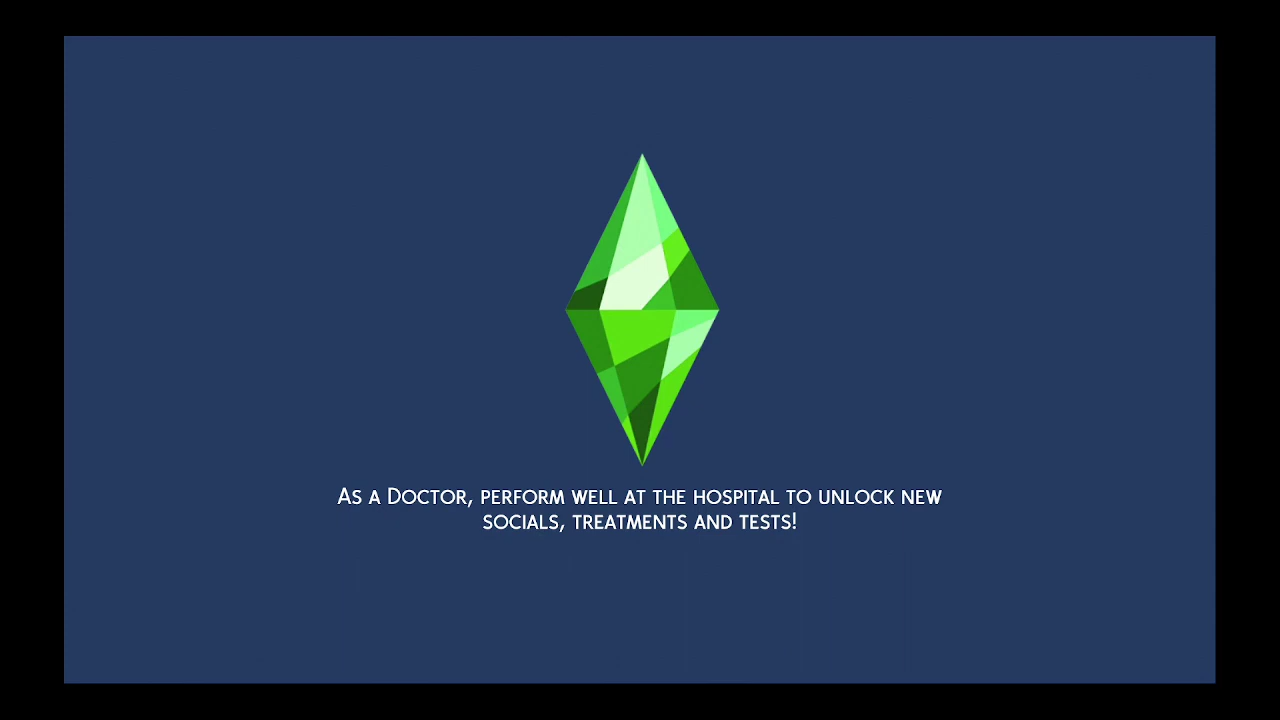 As a Doctor, perform well at the hospital to unlock new
socials, treatments and tests!